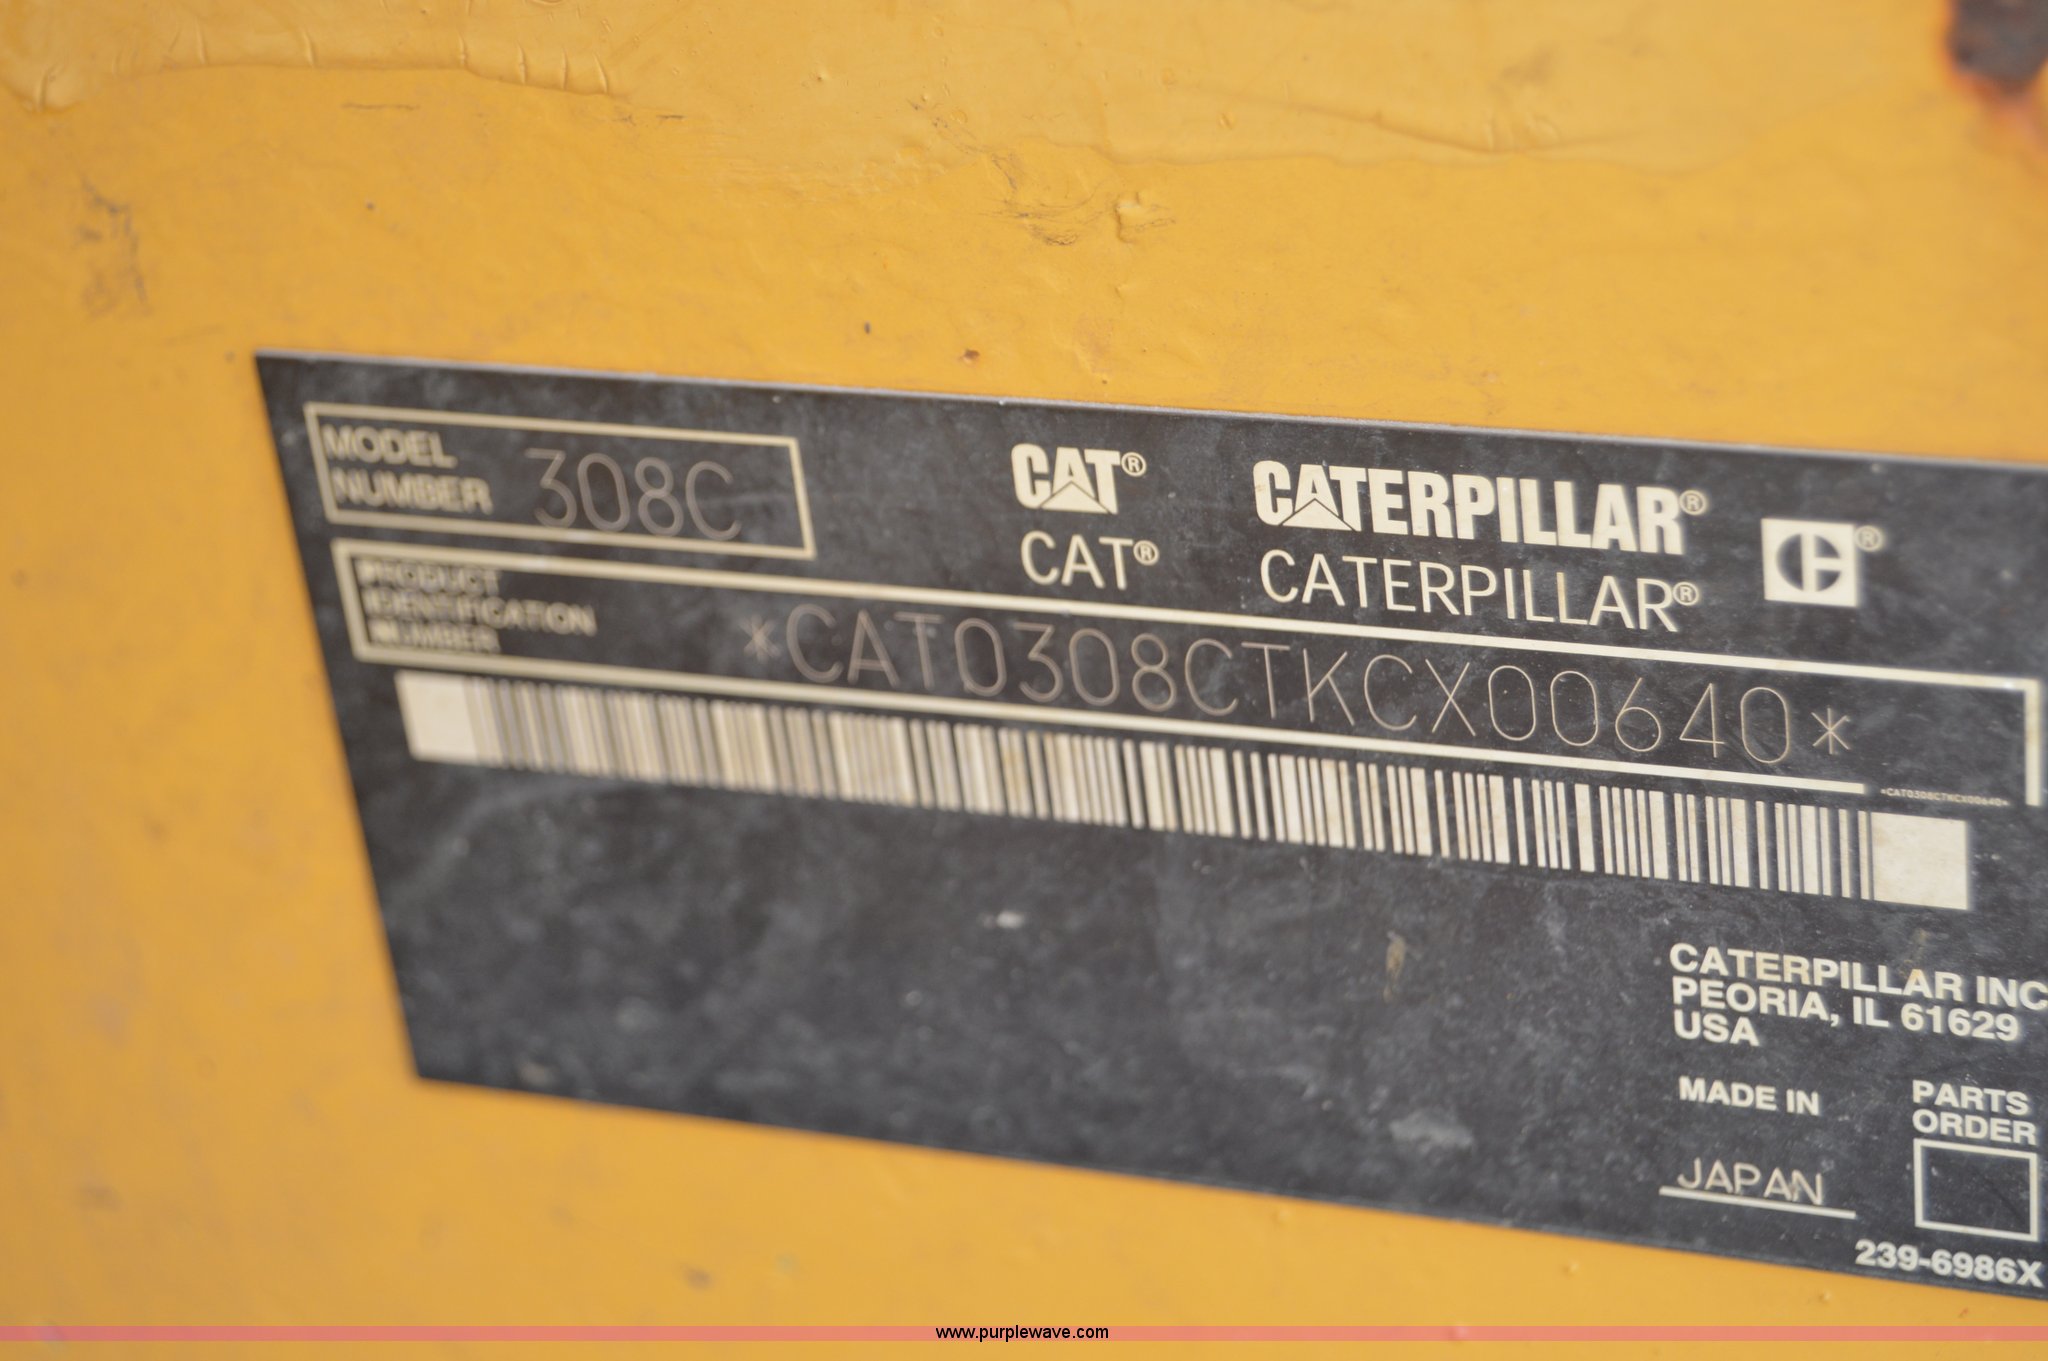 MODEL
NUMBER 308C
CAT® CATERPILLAR® ®
CAT® CATERPILLAR®
PRODUCT
IDENTIFICATION
NUMBER
*CAT0308CTKCX00640*
*CAT0308CTKCX00640*
CATERPILLAR INC
PEORIA, IL 61629
USA
MADE IN
JAPAN
PARTS
ORDER
239-6986X
www.purplewave.com